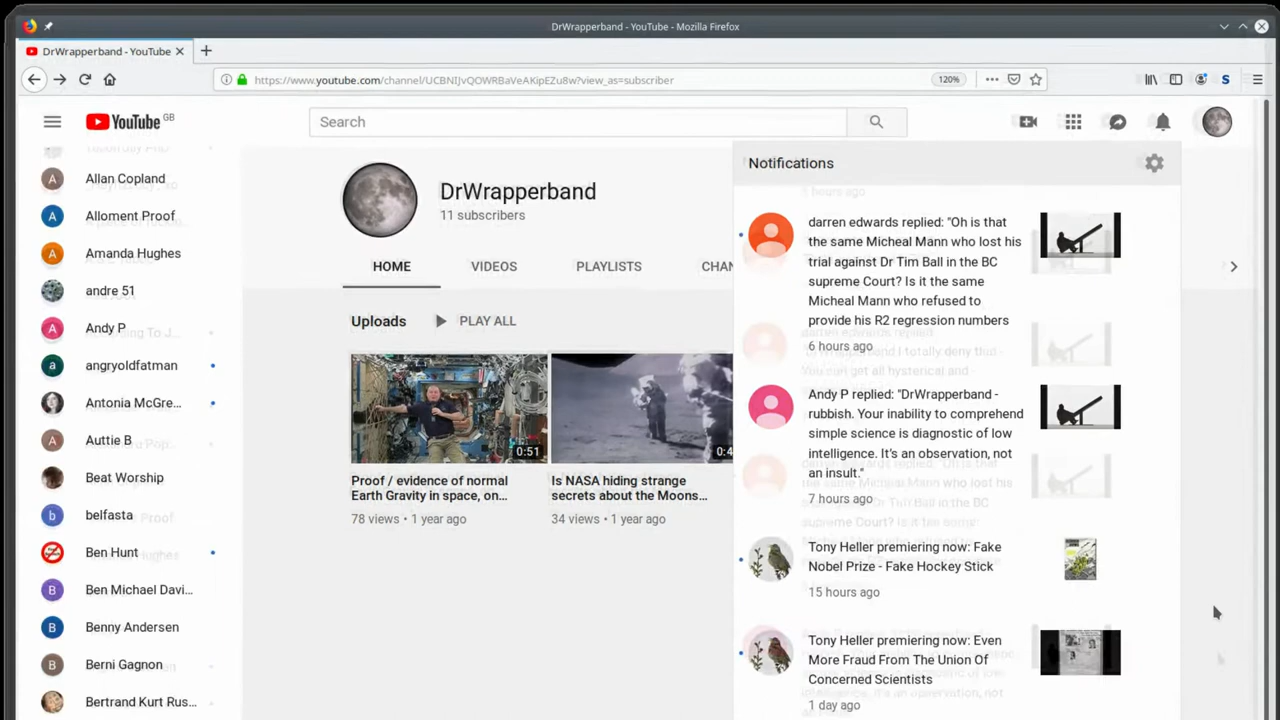 DrWrapperband - YouTube - Mozilla Firefox
DrWrapperband - YouTube
https://www.youtube.com/channel/UCBNIJvQOWRBaVeAKipEZu8w?view_as=subscriber
120%
S
YouTube GB
Search
Notifications
Allan Copland
Alloment Proof
Amanda Hughes
andre 51
Andy P
angryoldfatman
Antonia McGre...
Auttie B
Beat Worship
belfasta
Ben Hunt
Ben Michael Davi...
Benny Andersen
Berni Gagnon
Bertrand Kurt Rus...
DrWrapperband
11 subscribers
HOME
VIDEOS
PLAYLISTS
CHAN
Uploads
PLAY ALL
0:51
0:4
Proof / evidence of normal
Earth Gravity in space, on...
78 views • 1 year ago
Is NASA hiding strange
secrets about the Moons...
34 views • 1 year ago
hours ago
darren edwards replied: "Oh is that
the same Micheal Mann who lost his
trial against Dr Tim Ball in the BC
supreme Court? Is it the same
Micheal Mann who refused to
provide his R2 regression numbers
6 hours ago
Andy P replied: "DrWrapperband -
rubbish. Your inability to comprehend
simple science is diagnostic of low
intelligence. It's an observation, not
an insult."
7 hours ago
Tony Heller premiering now: Fake
Nobel Prize - Fake Hockey Stick
15 hours ago
Tony Heller premiering now: Even
More Fraud From The Union Of
Concerned Scientists
1 day ago